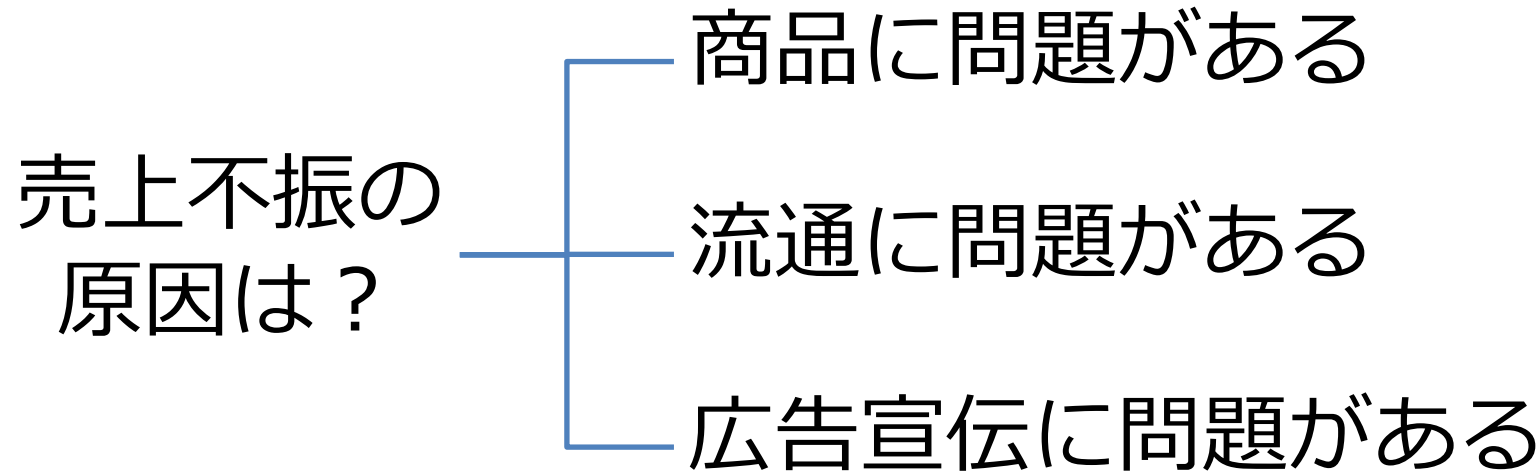 売上不振の
原因は？
商品に問題がある
流通に問題がある
広告宣伝に問題がある